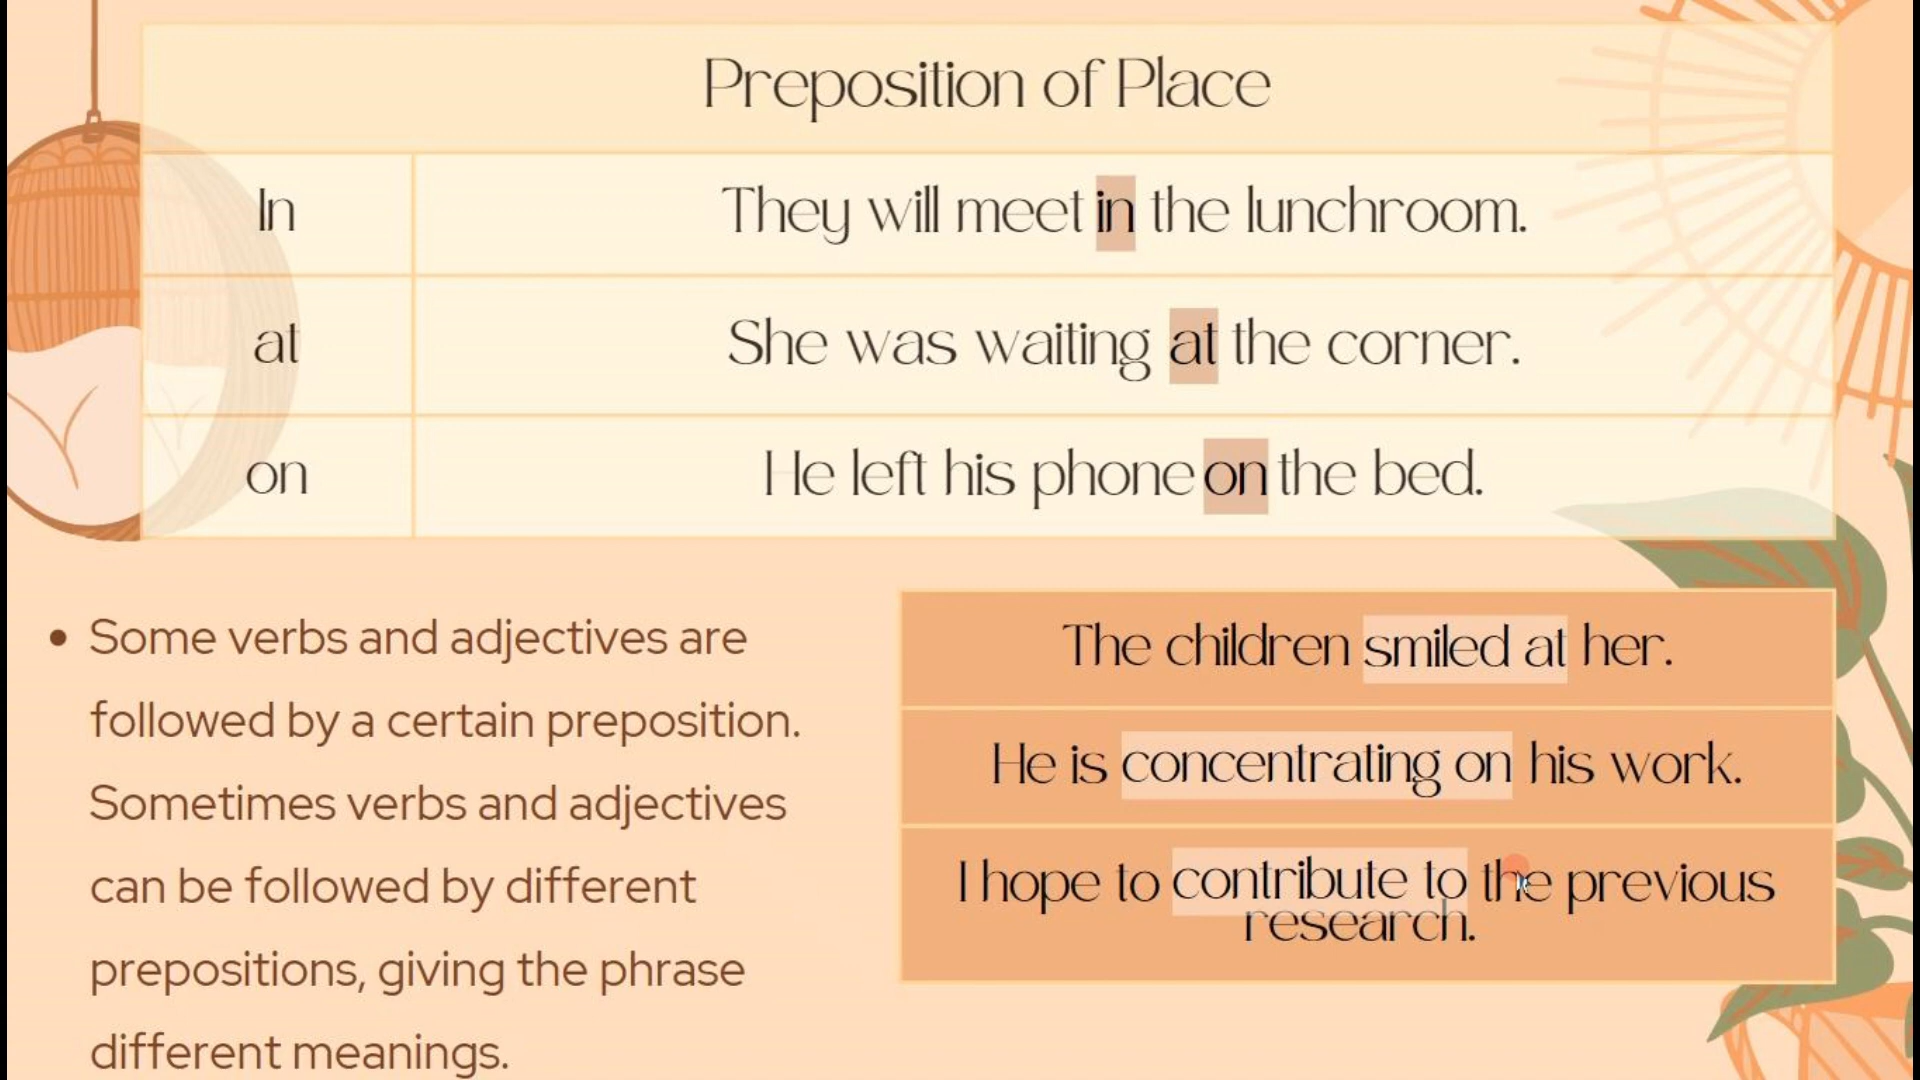 Preposition of Place
In
They will meet in the lunchroom.
at
She was waiting at the corner.
on
He left his phone on the bed.
• Some verbs and adjectives are
followed by a certain preposition.
Sometimes verbs and adjectives
can be followed by different
prepositions, giving the phrase
different meanings.
The children smiled at her.
He is concentrating on his work.
I hope to contribute to the previous
research.